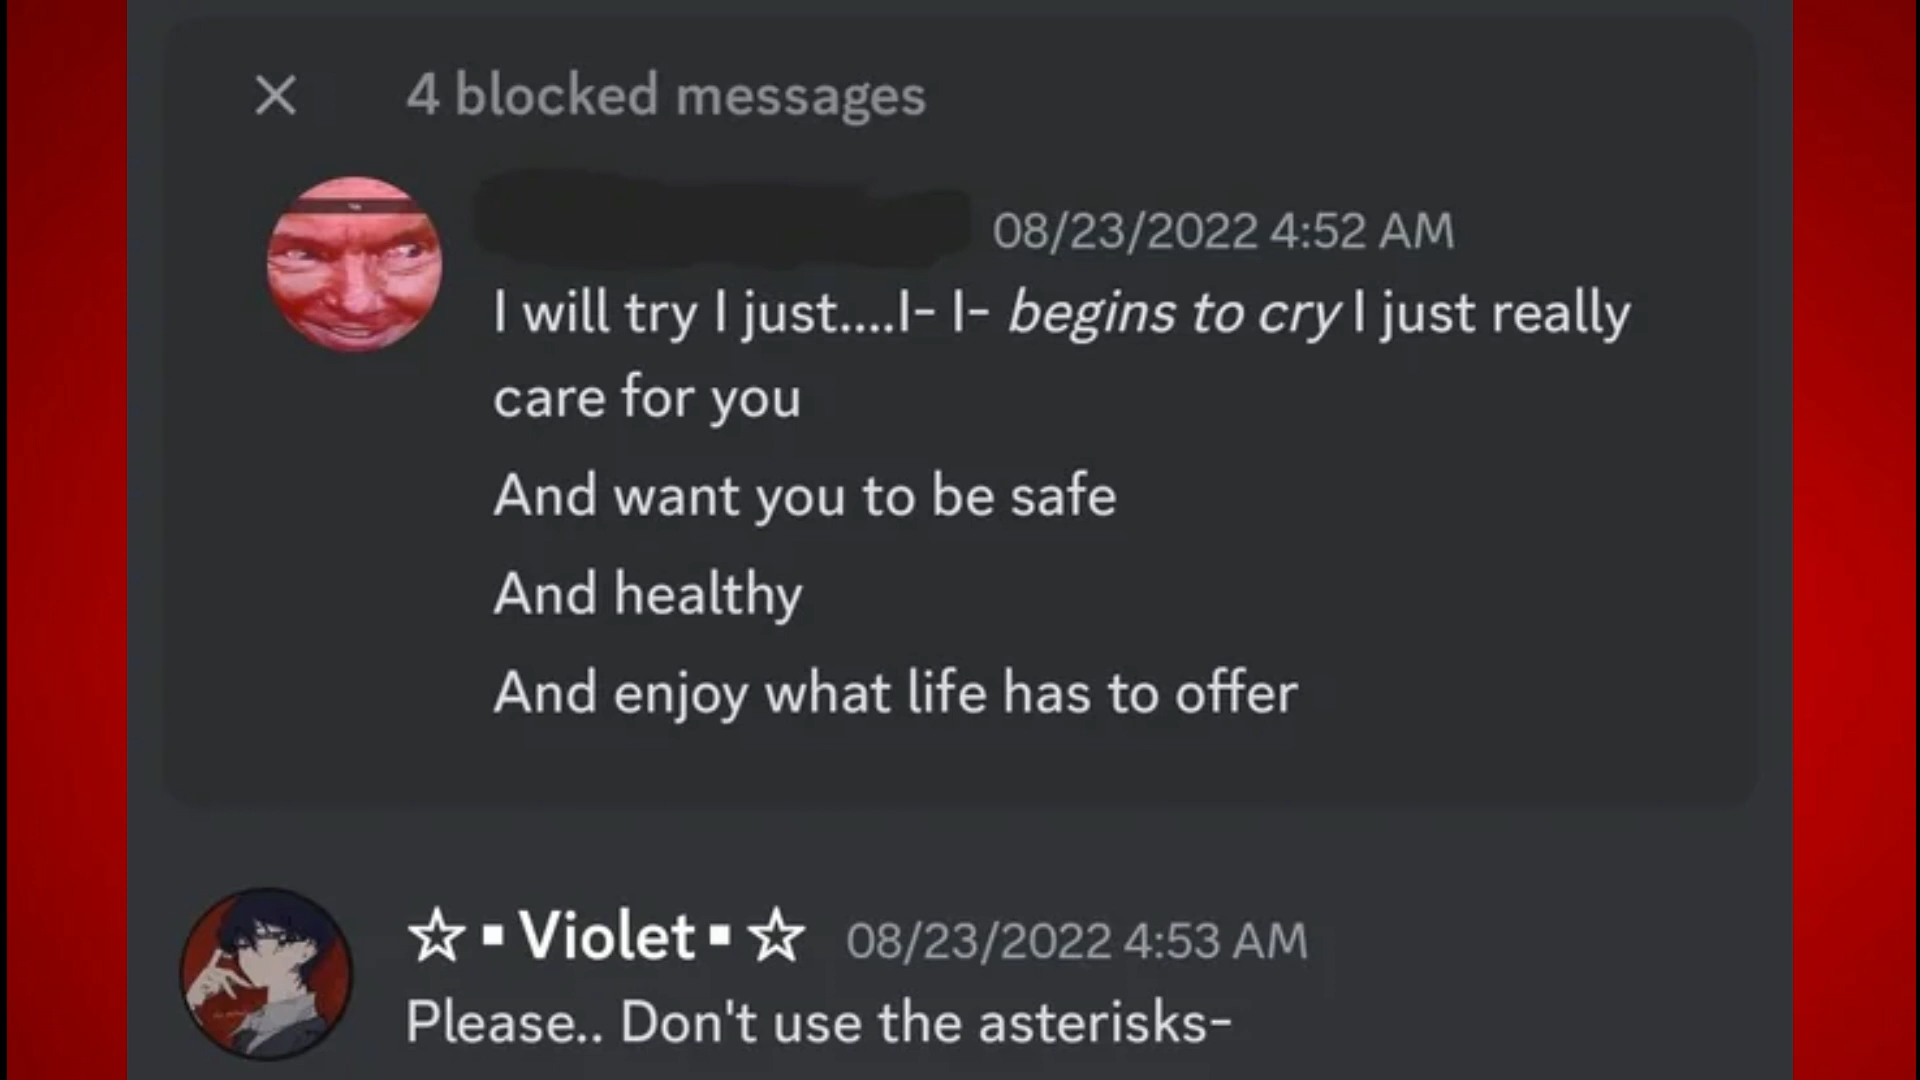 4 blocked messages
08/23/2022 4:52 AM
I will try I just....I- I- begins to cry I just really
care for you
And want you to be safe
And healthy
And enjoy what life has to offer
☆▪Violet▪☆ 08/23/2022 4:53 AM
Please.. Don't use the asterisks-